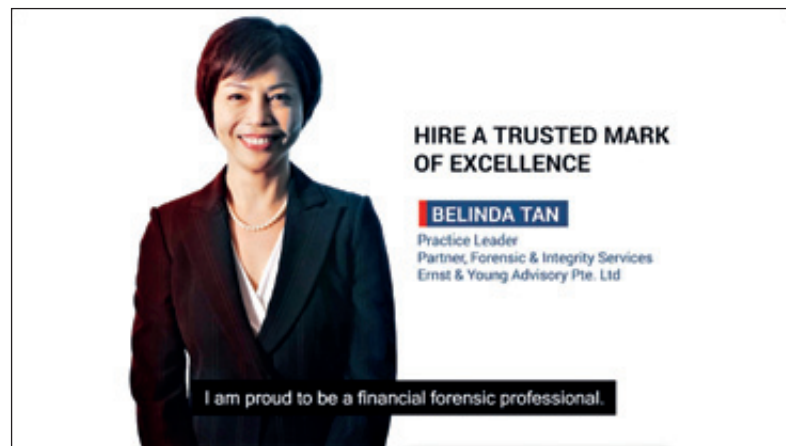 HIRE A TRUSTED MARK
OF EXCELLENCE
BELINDA TAN
Practice Leader
Partner, Forensic & Integrity Services
Ernst & Young Advisory Pte. Ltd
I am proud to be a financial forensic professional.